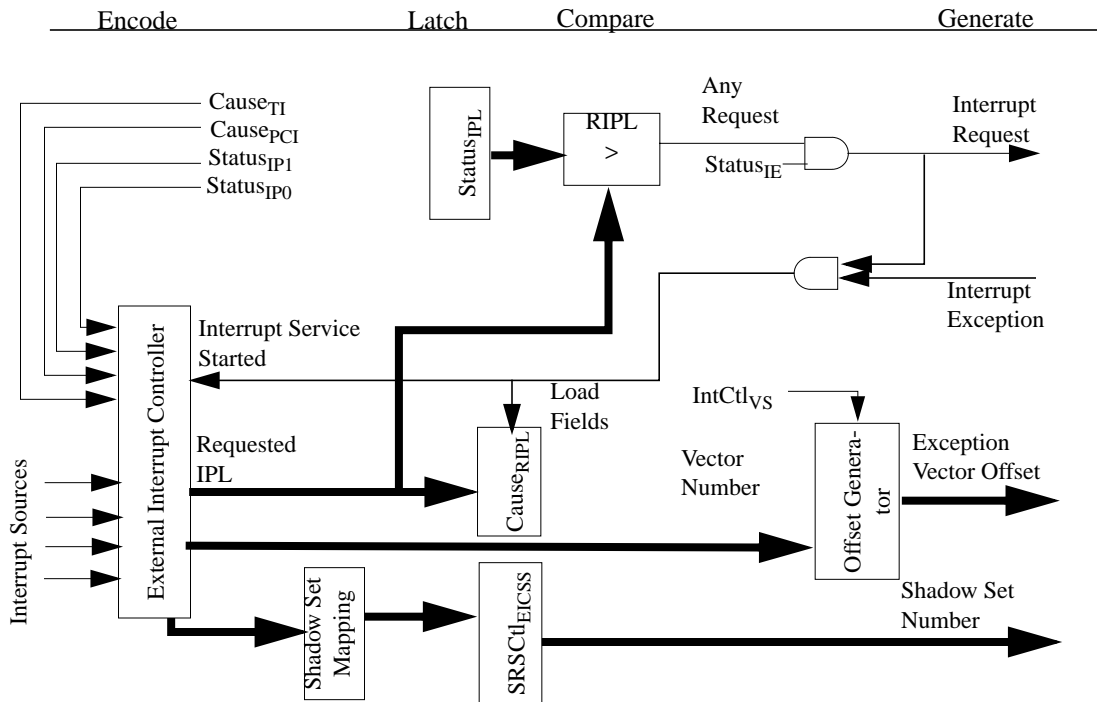 Encode Latch Compare Generate
Cause_TI
Cause_PCI
Status_IP1
Status_IP0
Status_IPL
RIPL
>
Any
Request
Status_IE
Interrupt
Request
Interrupt
Exception
Interrupt Service
Started
Load
Fields
IntCtl_VS
External Interrupt Controller
Requested
IPL
Cause_RIPL
Vector
Number
Offset Genera-
tor
Exception
Vector Offset
Interrupt Sources
Shadow Set
Mapping
SRSCtl_EICSS
Shadow Set
Number